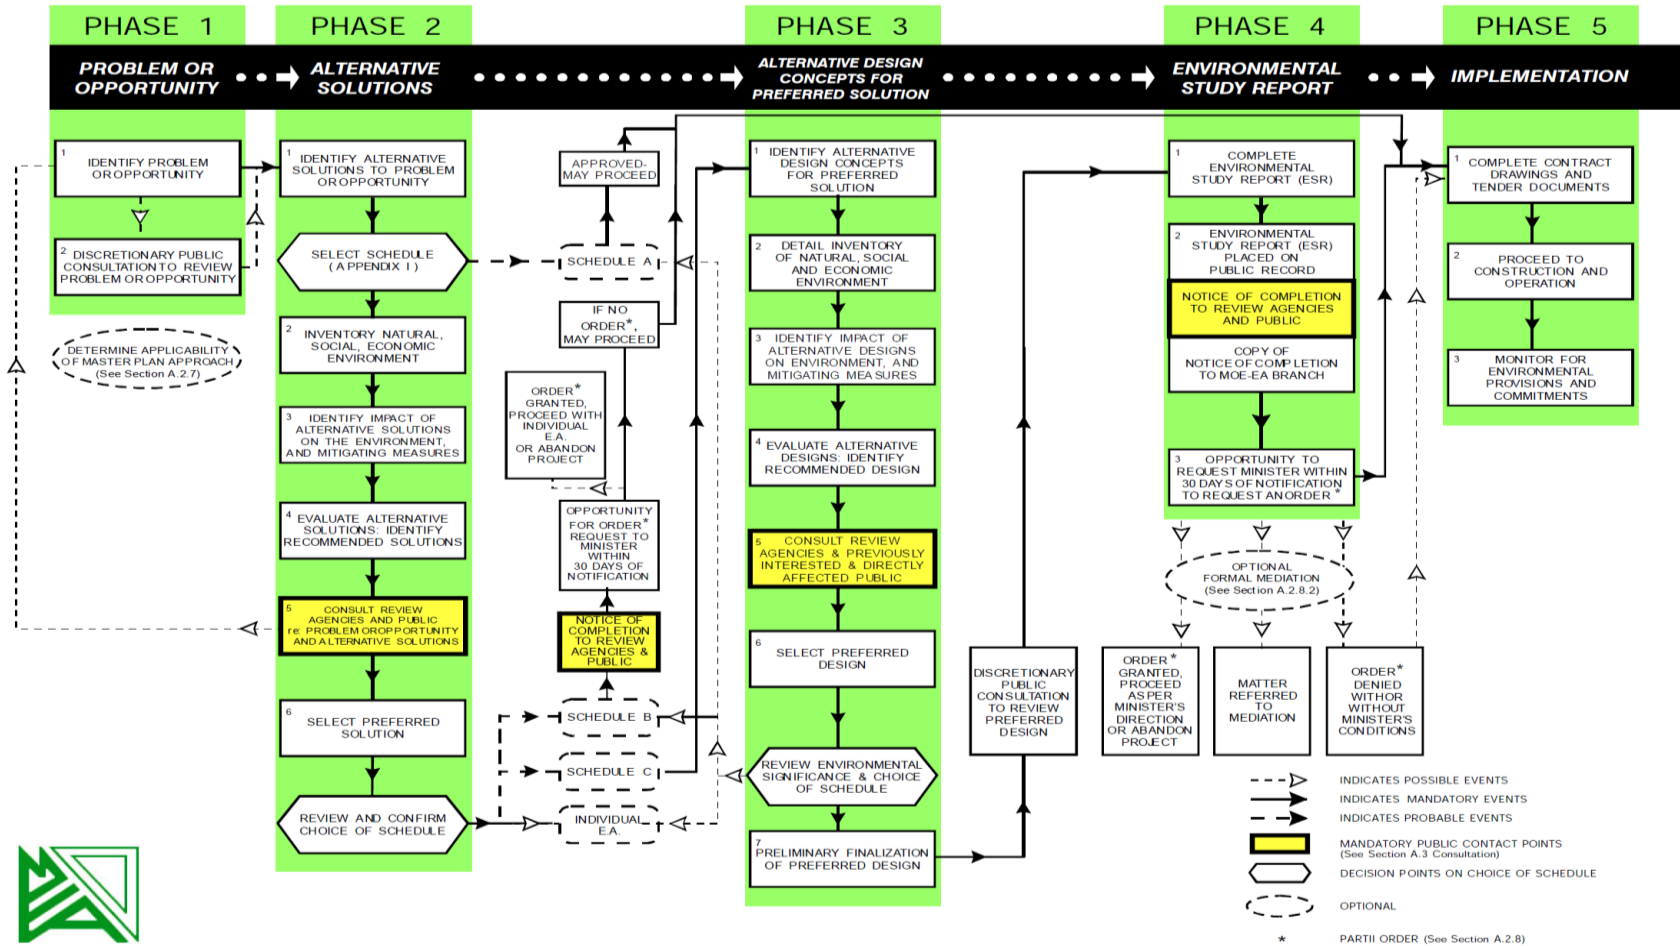 PHASE 1
PHASE 2
PHASE 3
PHASE 4
PHASE 5
PROBLEM OR
OPPORTUNITY
ALTERNATIVE
SOLUTIONS
ALTERNATIVE DESIGN
CONCEPTS FOR
PREFERRED SOLUTION
ENVIRONMENTAL
STUDY REPORT
IMPLEMENTATION
1
IDENTIFY PROBLEM
OR OPPORTUNITY
2 DISCRETIONARY PUBLIC
CONSULTATION TO REVIEW
PROBLEM OR OPPORTUNITY
DETERMINE APPLICABILITY
OF MASTER PLAN APPROACH
(See Section A.2.7)
1
IDENTIFY ALTERNATIVE
SOLUTIONS TO PROBLEM
OR OPPORTUNITY
SELECT SCHEDULE
(APPENDIX I)
2
INVENTORY NATURAL,
SOCIAL, ECONOMIC
ENVIRONMENT
3
IDENTIFY IMPACT OF
ALTERNATIVE SOLUTIONS
ON THE ENVIRONMENT,
AND MITIGATING MEASURES
4
EVALUATE ALTERNATIVE
SOLUTIONS: IDENTIFY
RECOMMENDED SOLUTIONS
5
CONSULT REVIEW
AGENCIES AND PUBLIC
re: PROBLEM OR OPPORTUNITY
AND ALTERNATIVE SOLUTIONS
6
SELECT PREFERRED
SOLUTION
REVIEW AND CONFIRM
CHOICE OF SCHEDULE
APPROVED-
MAY PROCEED
SCHEDULE A
IF NO
ORDER*,
MAY PROCEED
ORDER*
GRANTED,
PROCEED WITH
INDIVIDUAL
E.A.
OR ABANDON
PROJECT
OPPORTUNITY
FOR ORDER*
REQUEST TO
MINISTER
WITHIN
30 DAYS OF
NOTIFICATION
NOTICE OF
COMPLETION
TO REVIEW
AGENCIES &
PUBLIC
SCHEDULE B
SCHEDULE C
INDIVIDUAL
E.A.
1
IDENTIFY ALTERNATIVE
DESIGN CONCEPTS
FOR PREFERRED
SOLUTION
2
DETAIL INVENTORY
OF NATURAL, SOCIAL
AND ECONOMIC
ENVIRONMENT
3
IDENTIFY IMPACT OF
ALTERNATIVE DESIGNS
ON ENVIRONMENT, AND
MITIGATING MEASURES
4
EVALUATE ALTERNATIVE
DESIGNS: IDENTIFY
RECOMMENDED DESIGN
5
CONSULT REVIEW
AGENCIES & PREVIOUSLY
INTERESTED & DIRECTLY
AFFECTED PUBLIC
6
SELECT PREFERRED
DESIGN
REVIEW ENVIRONMENTAL
SIGNIFICANCE & CHOICE
OF SCHEDULE
7
PRELIMINARY FINALIZATION
OF PREFERRED DESIGN
DISCRETIONARY
PUBLIC
CONSULTATION
TO REVIEW
PREFERRED
DESIGN
1
COMPLETE
ENVIRONMENTAL
STUDY REPORT (ESR)
2
ENVIRONMENTAL
STUDY REPORT (ESR)
PLACED ON
PUBLIC RECORD
NOTICE OF COMPLETION
TO REVIEW AGENCIES
AND PUBLIC
COPY OF
NOTICE OF COMPLETION
TO MOE-EA BRANCH
3
OPPORTUNITY TO
REQUEST MINISTER WITHIN
30 DAYS OF NOTIFICATION
TO REQUEST AN ORDER *
OPTIONAL
FORMAL MEDIATION
(See Section A.2.8.2)
ORDER *
GRANTED,
PROCEED
AS PER
MINISTER'S
DIRECTION
OR ABANDON
PROJECT
MATTER
REFERRED
TO
MEDIATION
ORDER*
DENIED
WITH OR
WITHOUT
MINISTER'S
CONDITIONS
1
COMPLETE CONTRACT
DRAWINGS AND
TENDER DOCUMENTS
2
PROCEED TO
CONSTRUCTION AND
OPERATION
3
MONITOR FOR
ENVIRONMENTAL
PROVISIONS AND
COMMITMENTS
INDICATES POSSIBLE EVENTS
INDICATES MANDATORY EVENTS
INDICATES PROBABLE EVENTS
MANDATORY PUBLIC CONTACT POINTS
(See Section A.3 Consultation)
DECISION POINTS ON CHOICE OF SCHEDULE
OPTIONAL
* PART II ORDER (See Section A.2.8)
MEA